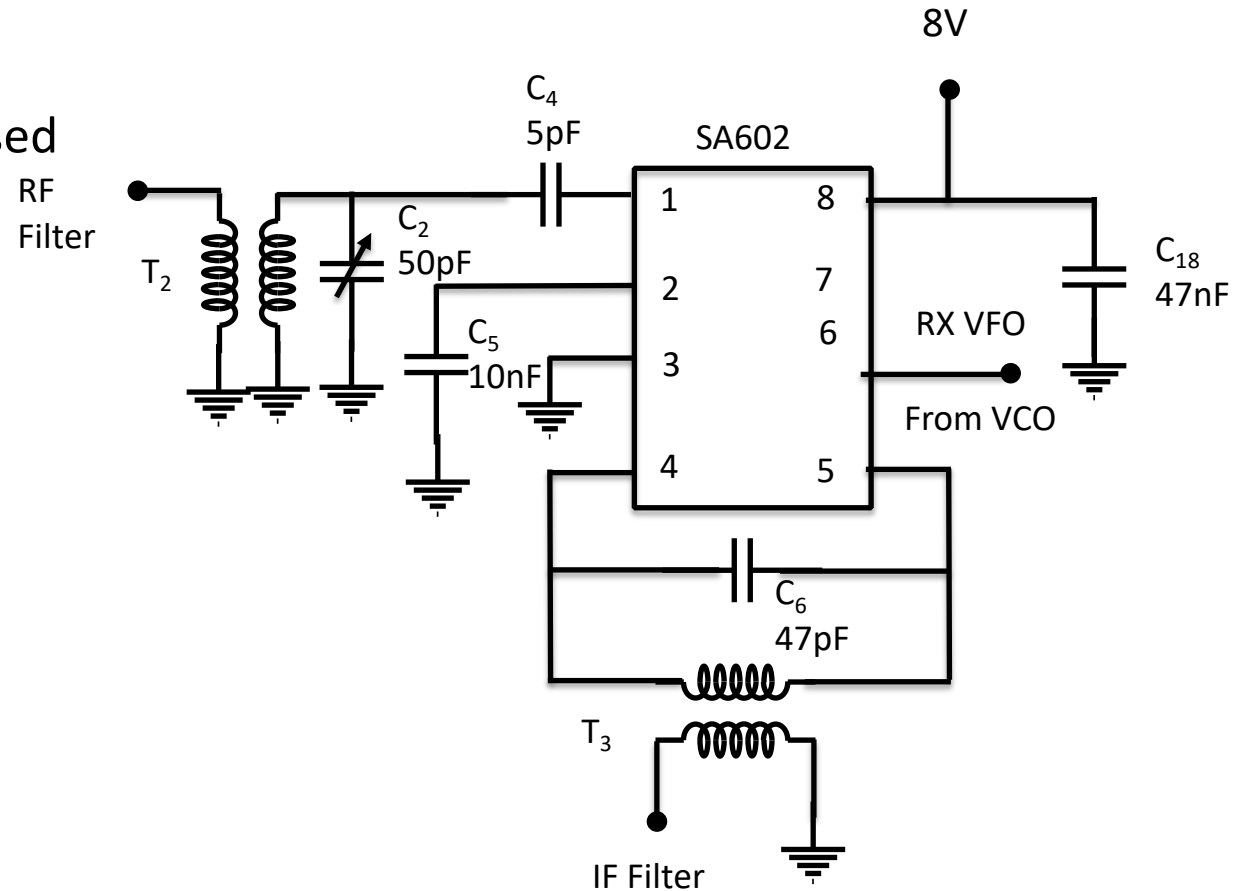 8V
C₄
5pF
sed
SA602
RF
Filter
1
8
C₂
50pF
T₂
C₁₈
47nF
2
7
RX VFO
6
C₅
10nF
3
From VCO
4
5
C₆
47pF
T₃
IF Filter